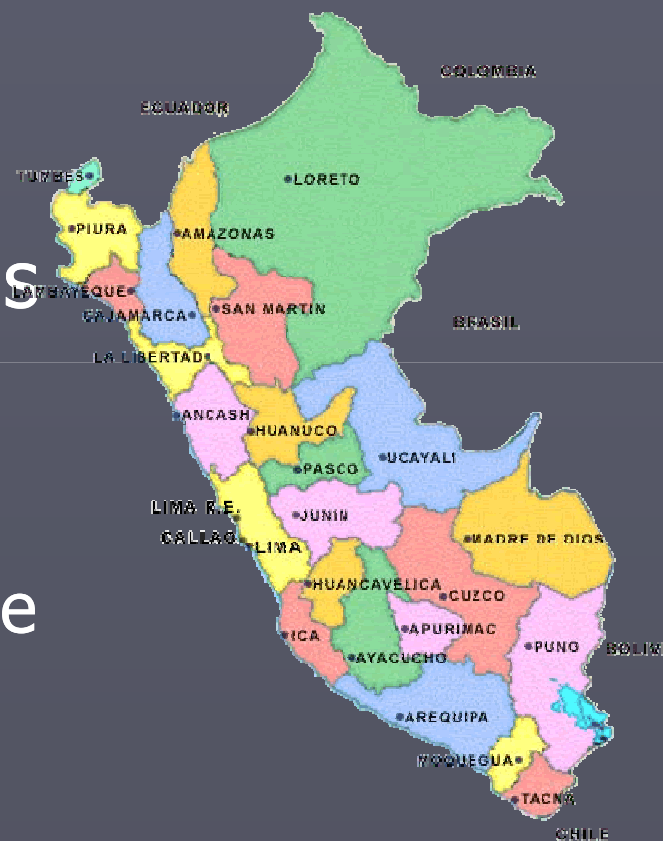 COLOMBIA
ECUADOR
TUMBES
LORETO
PIURA
AMAZONAS
s
LAMBAYEQUE
CAJAMARCA
SAN MARTIN
BRASIL
LA LIBERTAD
ANCASH
HUANUCO
UCAYALI
PASCO
LIMA R.E.
JUNIN
CALLAO
LIMA
MADRE DE DIOS
HUANCAVELICA
CUZCO
e
ICA
APURIMAC
PUNO
BOLIV
AYACUCHO
AREQUIPA
MOQUEGUA
TACNA
CHILE